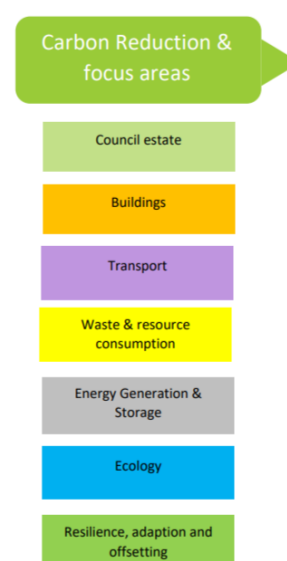 Carbon Reduction &
focus areas
Council estate
Buildings
Transport
Waste & resource
consumption
Energy Generation &
Storage
Ecology
Resilience, adaption and
offsetting